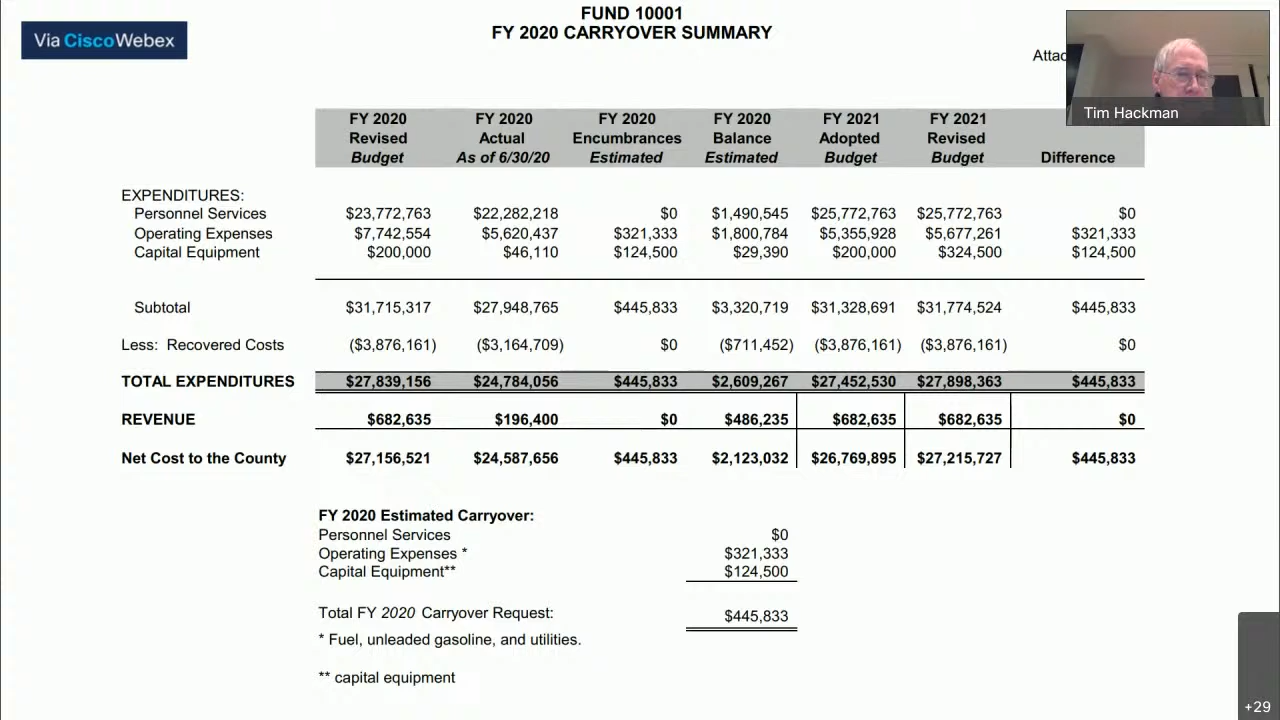 Via CiscoWebex
FUND 10001
FY 2020 CARRYOVER SUMMARY
Tim Hackman
FY 2020 FY 2020 FY 2020 FY 2020 FY 2021 FY 2021
Revised Actual Encumbrances Balance Adopted Revised
Budget As of 6/30/20 Estimated Estimated Budget Budget Difference
EXPENDITURES:
Personnel Services $23,772,763 $22,282,218 $0 $1,490,545 $25,772,763 $25,772,763 $0
Operating Expenses $7,742,554 $5,620,437 $321,333 $1,800,784 $5,355,928 $5,677,261 $321,333
Capital Equipment $200,000 $46,110 $124,500 $29,390 $200,000 $324,500 $124,500
Subtotal $31,715,317 $27,948,765 $445,833 $3,320,719 $31,328,691 $31,774,524 $445,833
Less: Recovered Costs ($3,876,161) ($3,164,709) $0 ($711,452) ($3,876,161) ($3,876,161) $0
TOTAL EXPENDITURES $27,839,156 $24,784,056 $445,833 $2,609,267 $27,452,530 $27,898,363 $445,833
REVENUE $682,635 $196,400 $0 $486,235 $682,635 $682,635 $0
Net Cost to the County $27,156,521 $24,587,656 $445,833 $2,123,032 $26,769,895 $27,215,727 $445,833
FY 2020 Estimated Carryover:
Personnel Services $0
Operating Expenses * $321,333
Capital Equipment** $124,500
Total FY 2020 Carryover Request: $445,833
* Fuel, unleaded gasoline, and utilities.
** capital equipment
+29